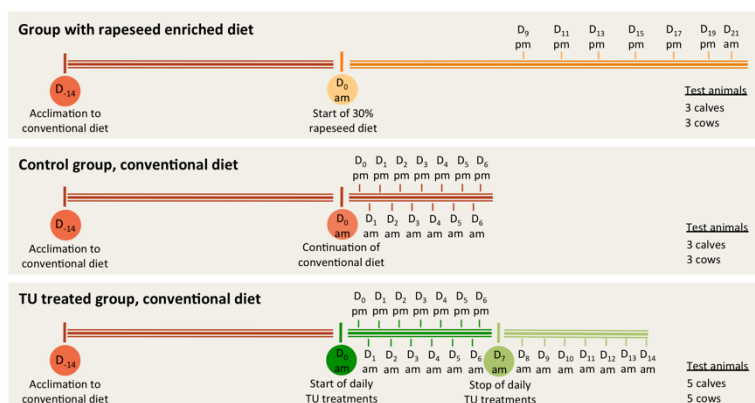 Group with rapeseed enriched diet
D9 D11 D13 D15 D17 D19 D21
pm pm pm pm pm pm am
D-14
D0
am
Acclimation to
conventional diet
Start of 30%
rapeseed diet
Test animals
3 calves
3 cows
Control group, conventional diet
D0 D1 D2 D3 D4 D5 D6
pm pm pm pm pm pm pm
D-14
D0
am
D1 D2 D3 D4 D5 D6
am am am am am am
Acclimation to
conventional diet
Continuation of
conventional diet
Test animals
3 calves
3 cows
TU treated group, conventional diet
D0 D1 D2 D3 D4 D5 D6
pm pm pm pm pm pm pm
D-14
D0
am
D1 D2 D3 D4 D5 D6
am am am am am am
D7
am
D8 D9 D10 D11 D12 D13 D14
am am am am am am am
Acclimation to
conventional diet
Start of daily
TU treatments
Stop of daily
TU treatments
Test animals
5 calves
5 cows